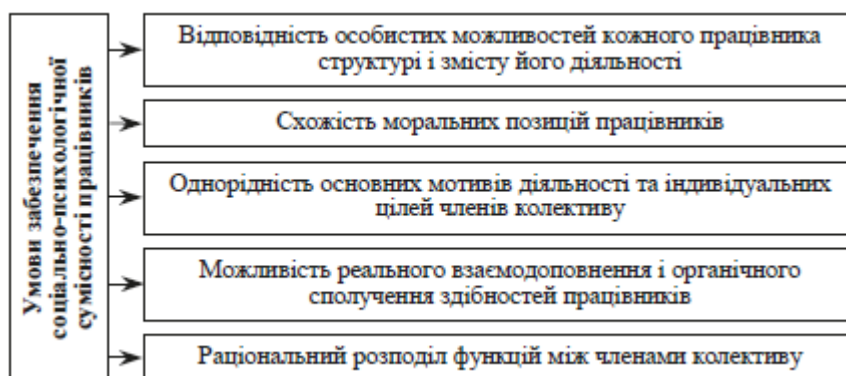 Умови забезпечення
соціально-психологічної
сумісності працівників
Відповідність особистих можливостей кожного працівника
структурі і змісту його діяльності
Схожість моральних позицій працівників
Однорідність основних мотивів діяльності та індивідуальних
цілей членів колективу
Можливість реального взаємодоповнення і органічного
сполучення здібностей працівників
Раціональний розподіл функцій між членами колективу